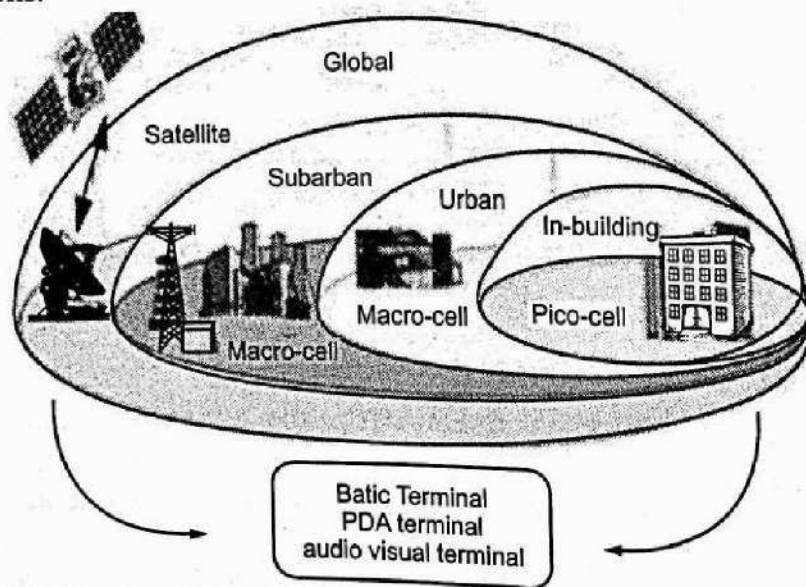 Global
Satellite
Subarban
Urban
In-building
Macro-cell
Macro-cell
Pico-cell
Batic Terminal
PDA terminal
audio visual terminal